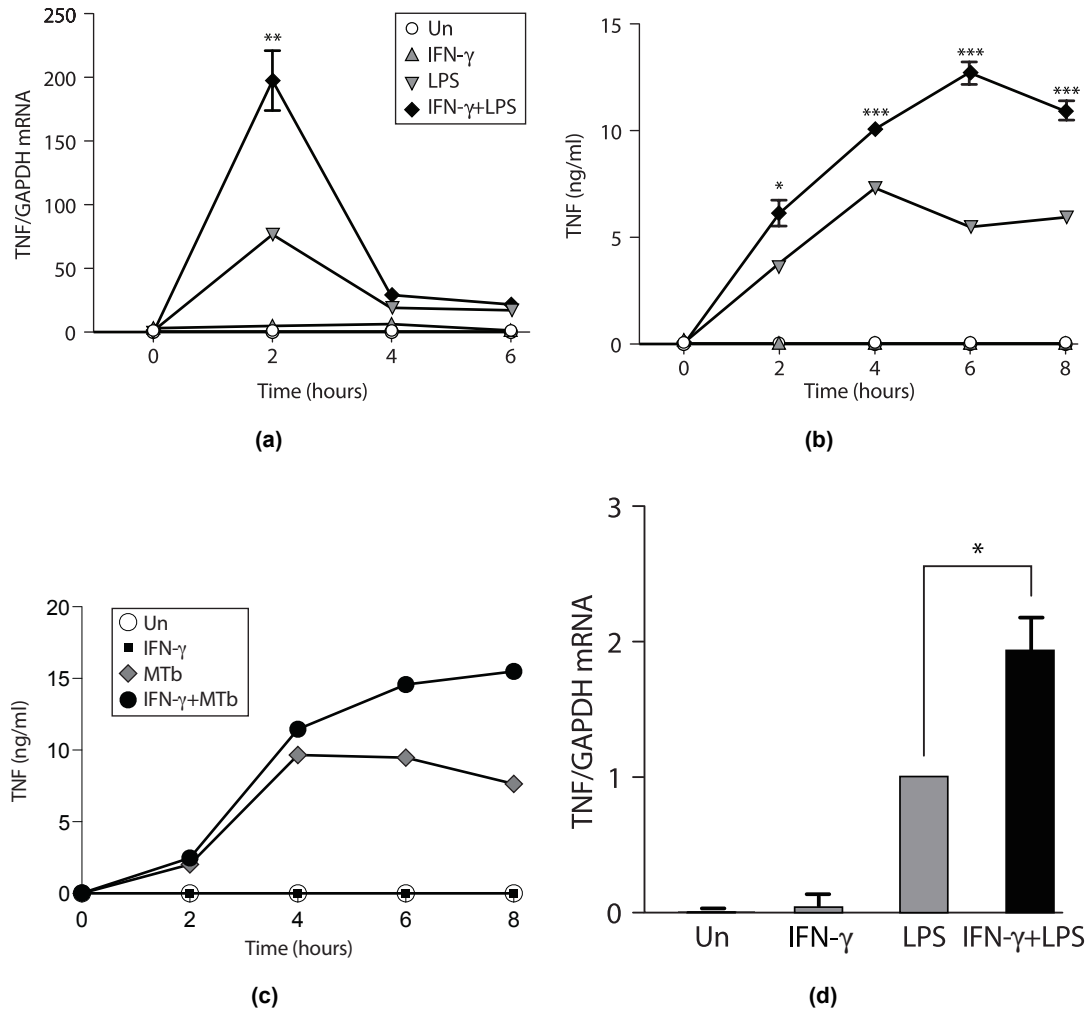 250
200
150
100
50
0
TNF/GAPDH mRNA
**
Un
IFN-γ
LPS
IFN-γ+LPS
0 2 4 6
Time (hours)
(a)
15
10
5
0
TNF (ng/ml)
*
***
***
***
0 2 4 6 8
Time (hours)
(b)
20
15
10
5
0
TNF (ng/ml)
Un
IFN-γ
MTb
IFN-γ+MTb
0 2 4 6 8
Time (hours)
(c)
3
2
1
0
TNF/GAPDH mRNA
*
Un IFN-γ LPS IFN-γ+LPS
(d)